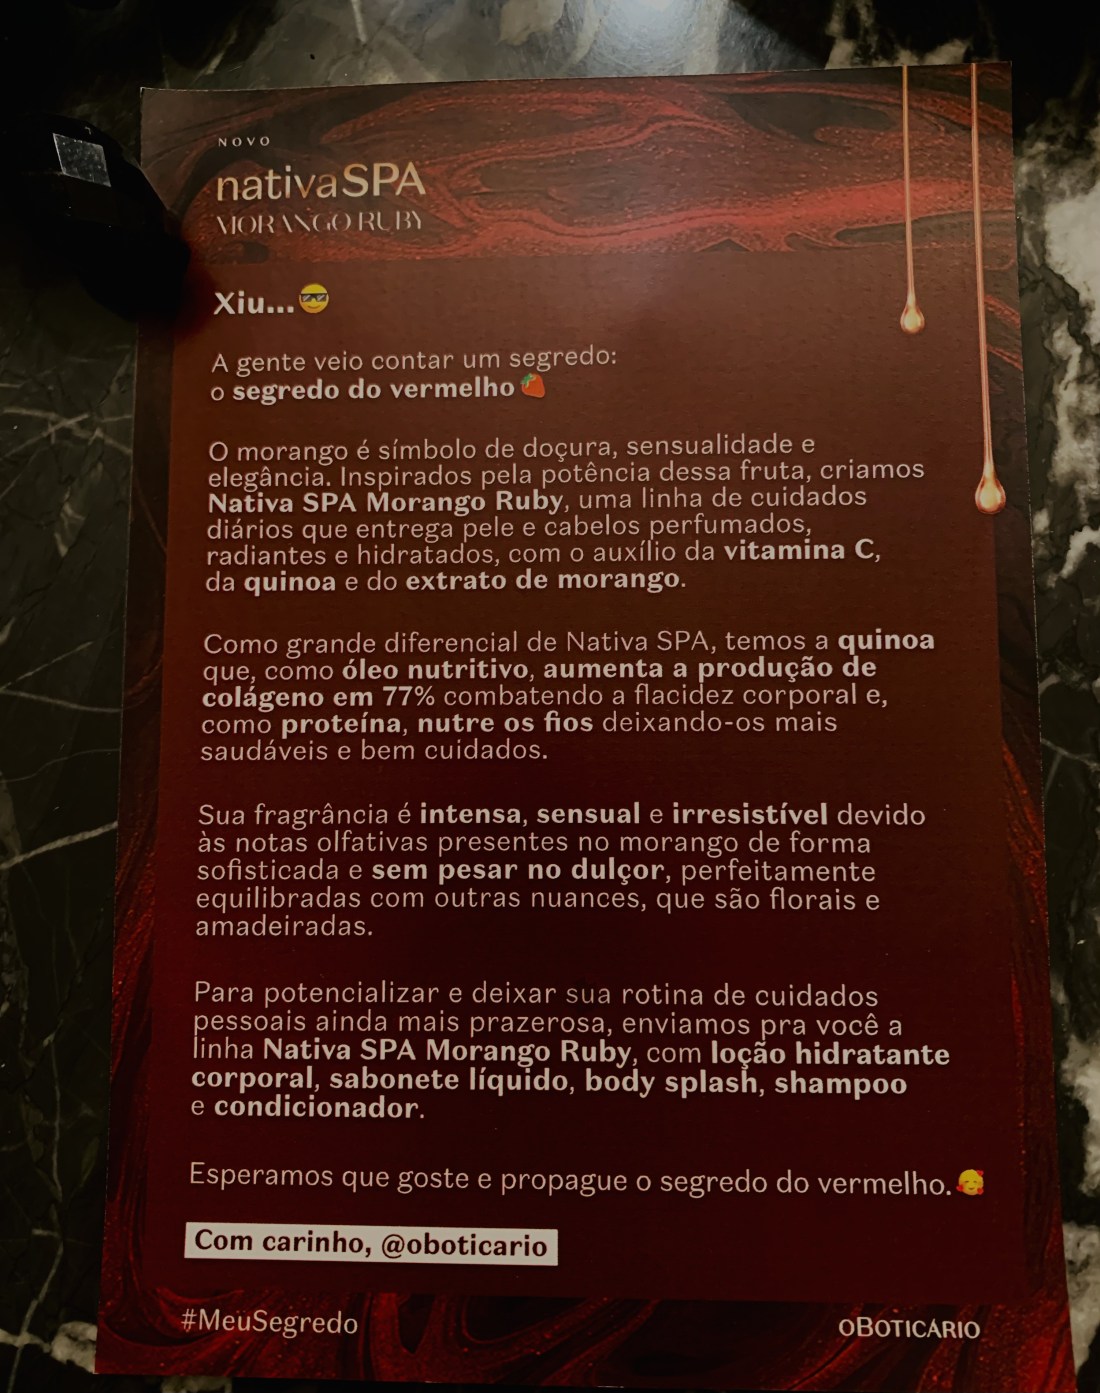 NOVO
nativaSPA
MORANGO RUBY
Xiu...😎
A gente veio contar um segredo:
o segredo do vermelho🍓
O morango é símbolo de doçura, sensualidade e
elegância. Inspirados pela potência dessa fruta, criamos
Nativa SPA Morango Ruby, uma linha de cuidados
diários que entrega pele e cabelos perfumados,
radiantes e hidratados, com o auxílio da vitamina C,
da quinoa e do extrato de morango.
Como grande diferencial de Nativa SPA, temos a quinoa
que, como óleo nutritivo, aumenta a produção de
colágeno em 77% combatendo a flacidez corporal e,
como proteína, nutre os fios deixando-os mais
saudáveis e bem cuidados.
Sua fragrância é intensa, sensual e irresistível devido
às notas olfativas presentes no morango de forma
sofisticada e sem pesar no dulçor, perfeitamente
equilibradas com outras nuances, que são florais e
amadeiradas.
Para potencializar e deixar sua rotina de cuidados
pessoais ainda mais prazerosa, enviamos pra você a
linha Nativa SPA Morango Ruby, com loção hidratante
corporal, sabonete líquido, body splash, shampoo
e condicionador.
Esperamos que goste e propague o segredo do vermelho.🥰
Com carinho, @oboticario
#MeuSegredo
oBOTICÁRIO